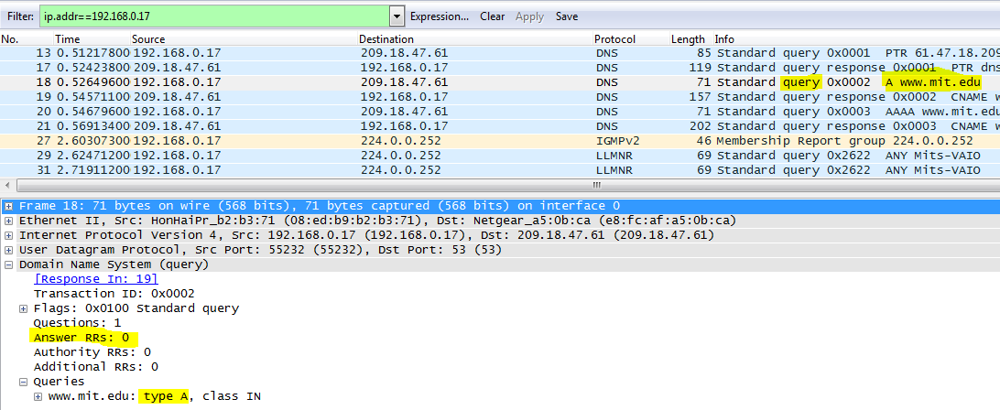 Filter: ip.addr==192.168.0.17 Expression... Clear Apply Save
No. Time Source Destination Protocol Length Info
13 0.51217800 192.168.0.17 209.18.47.61 DNS 85 Standard query 0x0001 PTR 61.47.18.209
17 0.52423800 209.18.47.61 192.168.0.17 DNS 119 Standard query response 0x0001 PTR dns
18 0.52649600 192.168.0.17 209.18.47.61 DNS 71 Standard query 0x0002 A www.mit.edu
19 0.54571100 209.18.47.61 192.168.0.17 DNS 157 Standard query response 0x0002 CNAME w
20 0.54679600 192.168.0.17 209.18.47.61 DNS 71 Standard query 0x0003 AAAA www.mit.edu
21 0.56913400 209.18.47.61 192.168.0.17 DNS 202 Standard query response 0x0003 CNAME w
27 2.60307300 192.168.0.17 224.0.0.252 IGMPv2 46 Membership Report group 224.0.0.252
29 2.62471200 192.168.0.17 224.0.0.252 LLMNR 69 Standard query 0x2622 ANY Mits-VAIO
31 2.71911200 192.168.0.17 224.0.0.252 LLMNR 69 Standard query 0x2622 ANY Mits-VAIO
Frame 18: 71 bytes on wire (568 bits), 71 bytes captured (568 bits) on interface 0
Ethernet II, Src: HonHaiPr_b2:b3:71 (08:ed:b9:b2:b3:71), Dst: Netgear_a5:0b:ca (e8:fc:af:a5:0b:ca)
Internet Protocol Version 4, Src: 192.168.0.17 (192.168.0.17), Dst: 209.18.47.61 (209.18.47.61)
User Datagram Protocol, Src Port: 55232 (55232), Dst Port: 53 (53)
Domain Name System (query)
[Response In: 19]
Transaction ID: 0x0002
Flags: 0x0100 Standard query
Questions: 1
Answer RRs: 0
Authority RRs: 0
Additional RRs: 0
Queries
www.mit.edu: type A, class IN